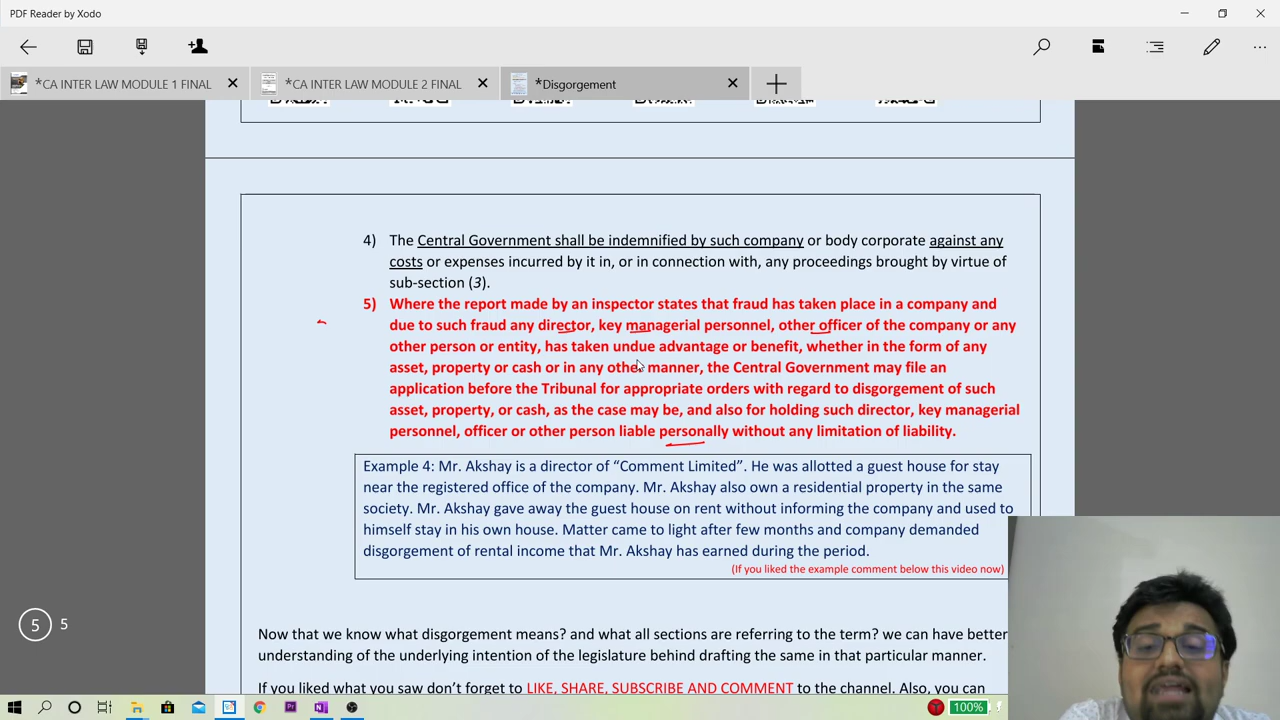 PDF Reader by Xodo
*CA INTER LAW MODULE 1 FINAL
*CA INTER LAW MODULE 2 FINAL
*Disgorgement
4) The Central Government shall be indemnified by such company or body corporate against any
costs or expenses incurred by it in, or in connection with, any proceedings brought by virtue of
sub-section (3).
5) Where the report made by an inspector states that fraud has taken place in a company and
due to such fraud any director, key managerial personnel, other officer of the company or any
other person or entity, has taken undue advantage or benefit, whether in the form of any
asset, property or cash or in any other manner, the Central Government may file an
application before the Tribunal for appropriate orders with regard to disgorgement of such
asset, property, or cash, as the case may be, and also for holding such director, key managerial
personnel, officer or other person liable personally without any limitation of liability.
Example 4: Mr. Akshay is a director of “Comment Limited”. He was allotted a guest house for stay
near the registered office of the company. Mr. Akshay also own a residential property in the same
society. Mr. Akshay gave away the guest house on rent without informing the company and used to
himself stay in his own house. Matter came to light after few months and company demanded
disgorgement of rental income that Mr. Akshay has earned during the period.
(If you liked the example comment below this video now)
5 5
Now that we know what disgorgement means? and what all sections are referring to the term? we can have better
understanding of the underlying intention of the legislature behind drafting the same in that particular manner.
If you liked what you saw don’t forget to LIKE, SHARE, SUBSCRIBE AND COMMENT to the channel. Also, you can
100%